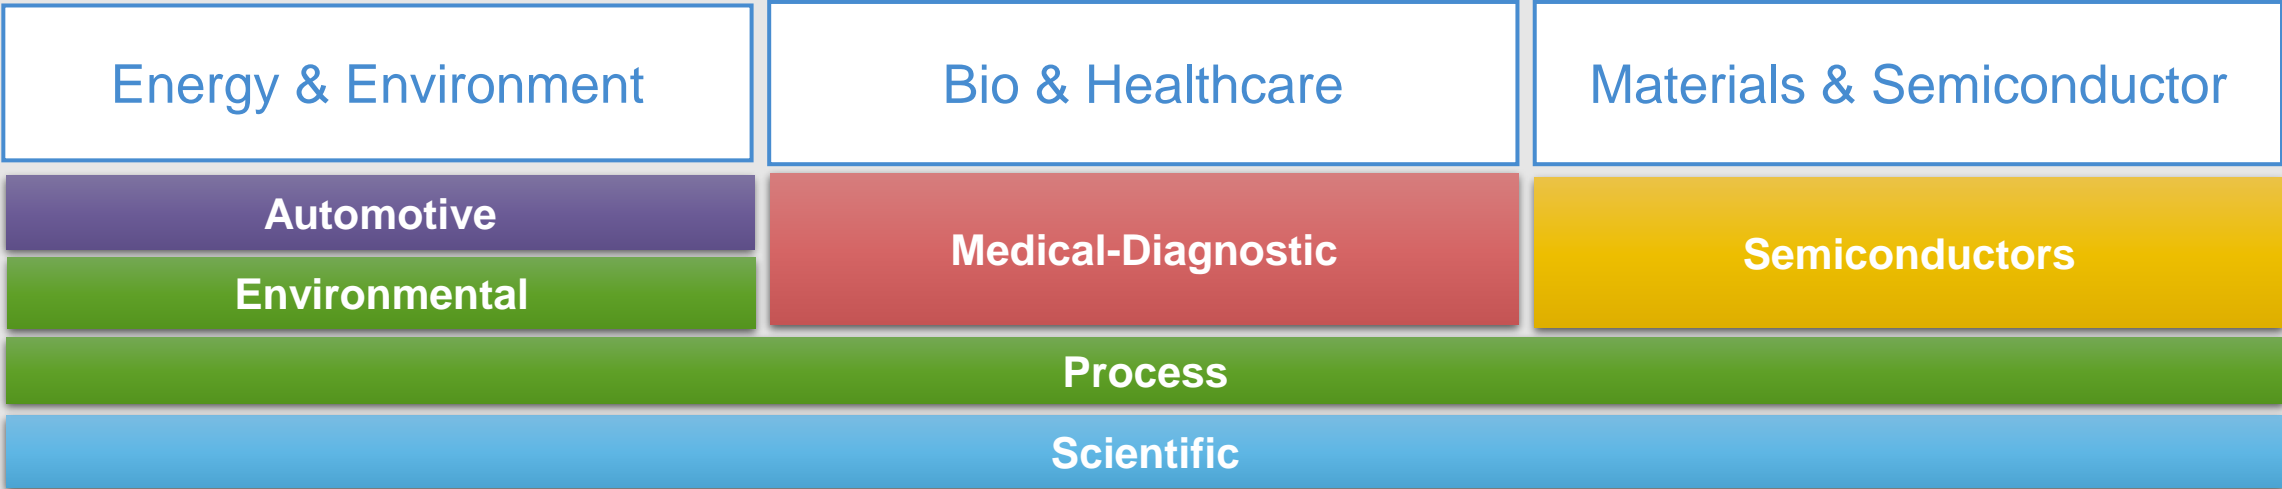 Energy & Environment
Bio & Healthcare
Materials & Semiconductor
Automotive
Environmental
Medical-Diagnostic
Semiconductors
Process
Scientific